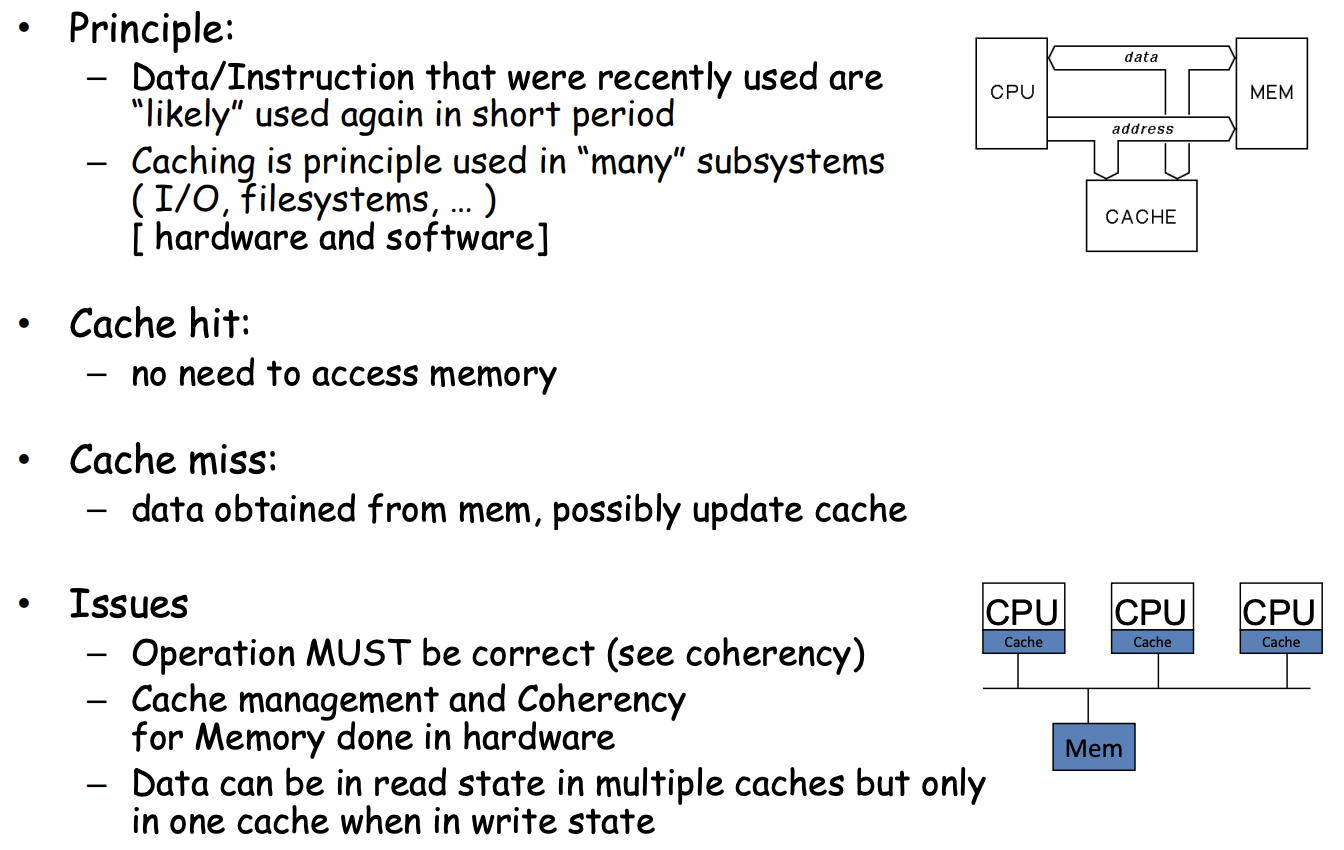 • Principle:
– Data/Instruction that were recently used are
“likely” used again in short period
– Caching is principle used in “many” subsystems
( I/O, filesystems, … )
[ hardware and software]
data
CPU
MEM
address
CACHE
• Cache hit:
– no need to access memory
• Cache miss:
– data obtained from mem, possibly update cache
• Issues
– Operation MUST be correct (see coherency)
– Cache management and Coherency
for Memory done in hardware
– Data can be in read state in multiple caches but only
in one cache when in write state
CPU CPU CPU
Cache Cache Cache
Mem